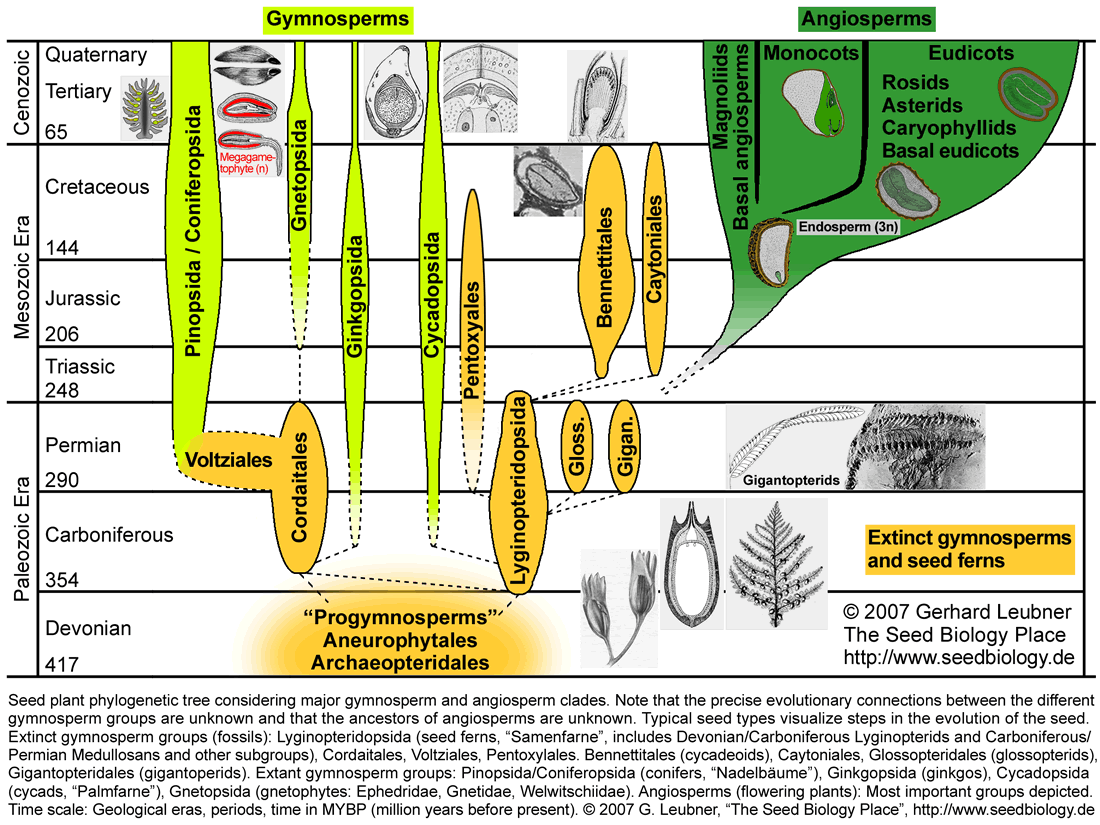 Gymnosperms
Angiosperms
Cenozoic
Quaternary
Tertiary
65
Mesozoic Era
Cretaceous
144
Jurassic
206
Triassic
248
Paleozoic Era
Permian
290
Carboniferous
354
Devonian
417
Pinopsida / Coniferopsida
Megagame-
tophyte (n)
Gnetopsida
Ginkgopsida
Cycadopsida
Pentoxyales
Bennettitales
Caytoniales
Magnoliids
Basal angiosperms
Monocots
Eudicots
Rosids
Asterids
Caryophyllids
Basal eudicots
Endosperm (3n)
Voltziales
Cordaitales
Lyginopteridopsida
Gloss.
Gigan.
Gigantopterids
Extinct gymnosperms
and seed ferns
“Progymnosperms”
Aneurophytales
Archaeopteridales
© 2007 Gerhard Leubner
The Seed Biology Place
http://www.seedbiology.de
Seed plant phylogenetic tree considering major gymnosperm and angiosperm clades. Note that the precise evolutionary connections between the different
gymnosperm groups are unknown and that the ancestors of angiosperms are unknown. Typical seed types visualize steps in the evolution of the seed.
Extinct gymnosperm groups (fossils): Lyginopteridopsida (seed ferns, “Samenfarne”, includes Devonian/Carboniferous Lyginopterids and Carboniferous/
Permian Medullosans and other subgroups), Cordaitales, Voltziales, Pentoxylales. Bennettitales (cycadeoids), Caytoniales, Glossopteridales (glossopterids),
Gigantopteridales (gigantoperids). Extant gymnosperm groups: Pinopsida/Coniferopsida (conifers, “Nadelbäume”), Ginkgopsida (ginkgos), Cycadopsida
(cycads, “Palmfarne”), Gnetopsida (gnetophytes: Ephedridae, Gnetidae, Welwitschiidae). Angiosperms (flowering plants): Most important groups depicted.
Time scale: Geological eras, periods, time in MYBP (million years before present). © 2007 G. Leubner, “The Seed Biology Place”, http://www.seedbiology.de